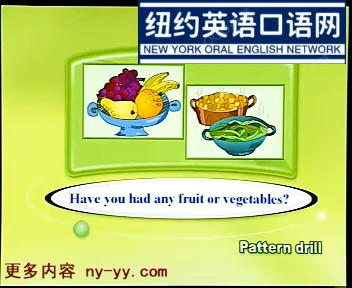 纽约英语口语网
NEW YORK ORAL ENGLISH NETWORK
Have you had any fruit or vegetables?
Pattern drill
更多内容 ny-yy.com